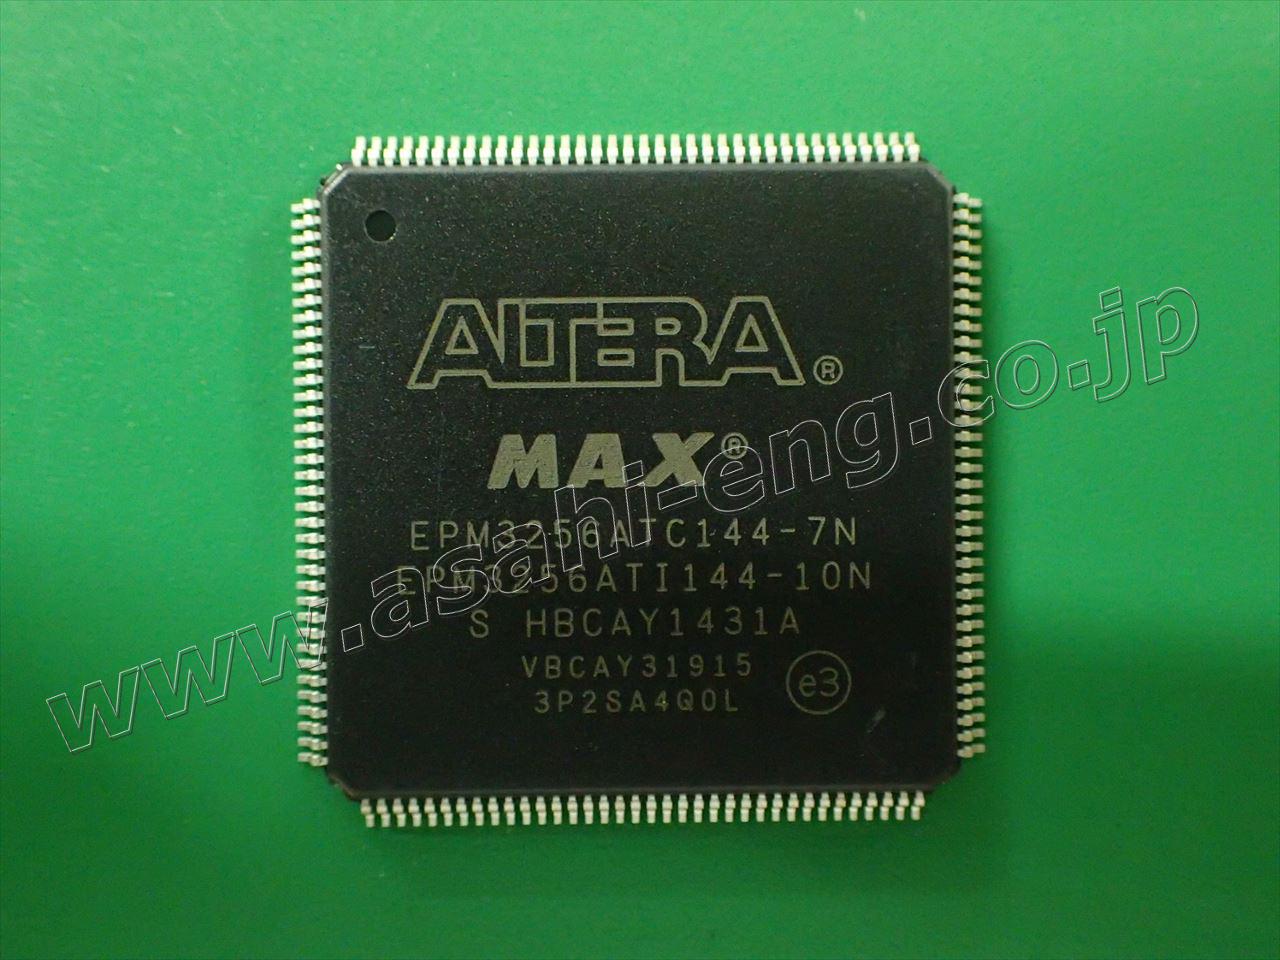 ALTERA®
MAX®
EPM3256ATC144-7N
EPM3256ATI144-10N
S HBCAY1431A
VBCAY31915
3P2SA4Q0L
e3
www.asahi-eng.co.jp